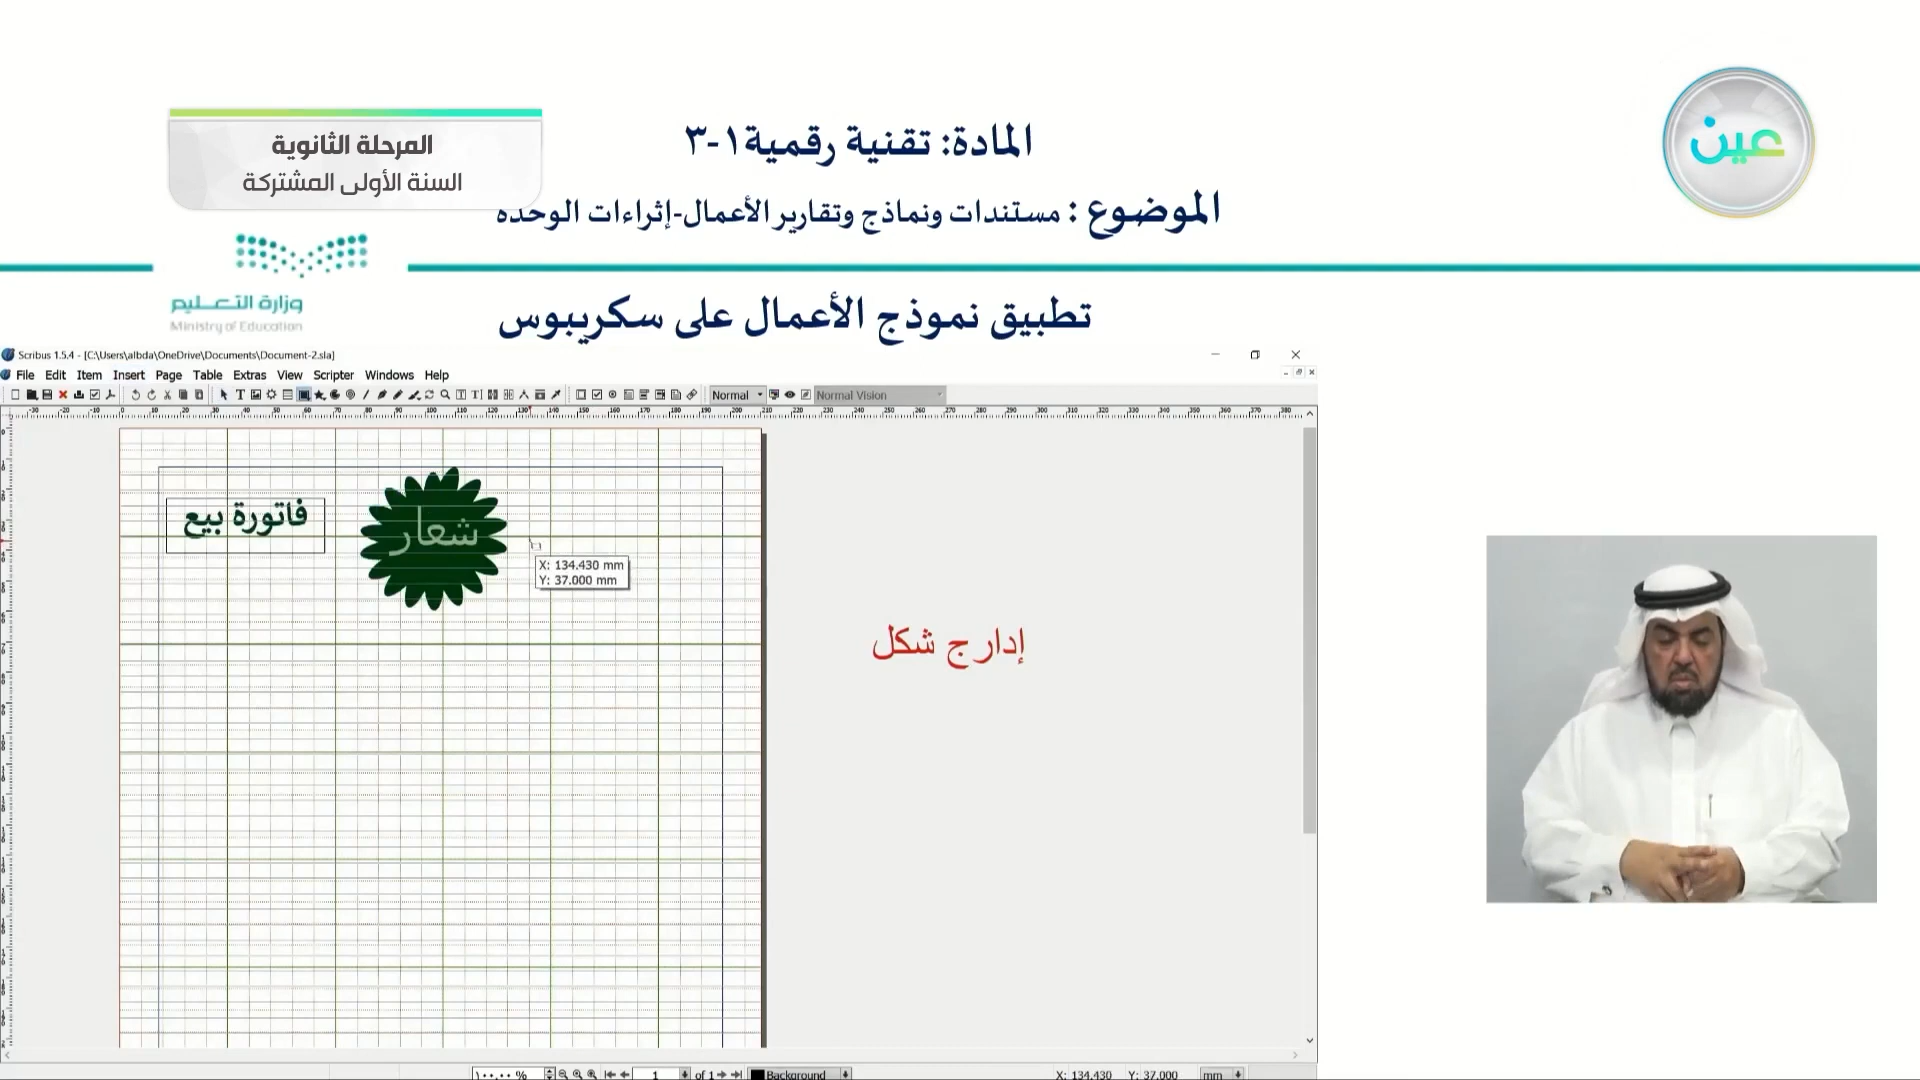 المرحلة الثانوية
السنة الأولى المشتركة
المادة: تقنية رقمية١-٣
الموضوع : مستندات ونماذج وتقارير الأعمال-إثراءات الوحدة
عين
وزارة التعليم
Ministry of Education
تطبيق نموذج الأعمال على سكريبوس
Scribus 1.5.4 - [C:\Users\albda\OneDrive\Documents\Document-2.sla]
File Edit Item Insert Page Table Extras View Scripter Windows Help
Normal Normal Vision
فاتورة بيع
شعار
X: 134.430 mm
Y: 37.000 mm
إدارج شكل
١٠٠.٠٠ % 1 of 1 Background X: 134.430 Y: 37.000 mm